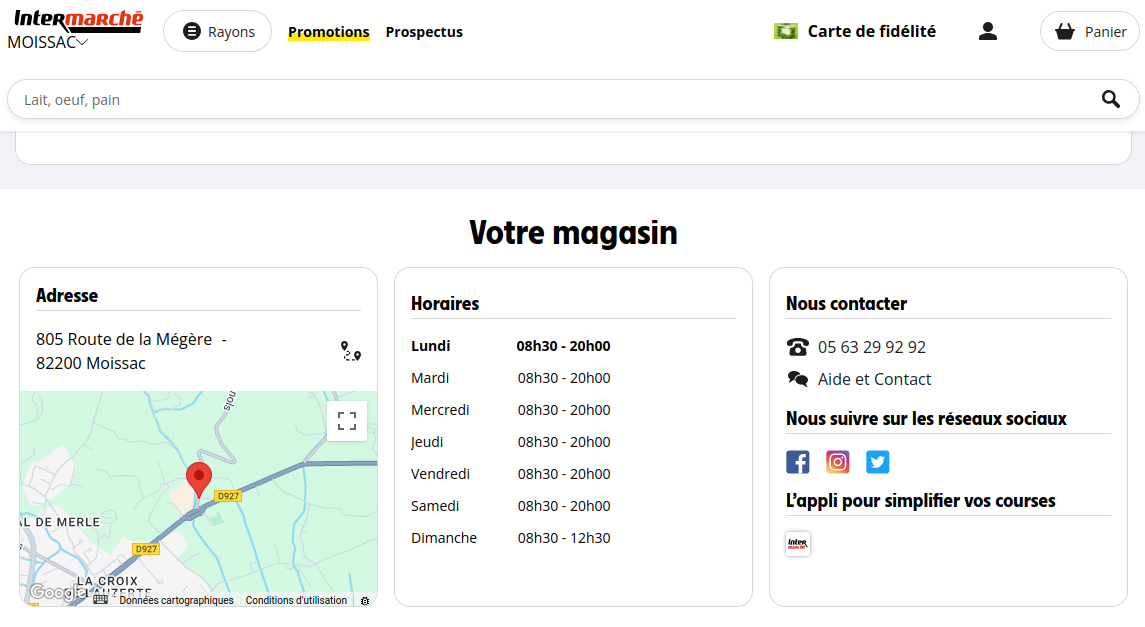 Intermarché
MOISSAC
Rayons
Promotions
Prospectus
Carte de fidélité
Panier
Lait, oeuf, pain
Votre magasin
Adresse
805 Route de la Mégère -
82200 Moissac
nois
D927
AL DE MERLE
D927
LA CROIX
LAUZERTE
Google
Données cartographiques
Conditions d'utilisation
Horaires
Lundi 08h30 - 20h00
Mardi 08h30 - 20h00
Mercredi 08h30 - 20h00
Jeudi 08h30 - 20h00
Vendredi 08h30 - 20h00
Samedi 08h30 - 20h00
Dimanche 08h30 - 12h30
Nous contacter
05 63 29 92 92
Aide et Contact
Nous suivre sur les réseaux sociaux
L'appli pour simplifier vos courses
Inter